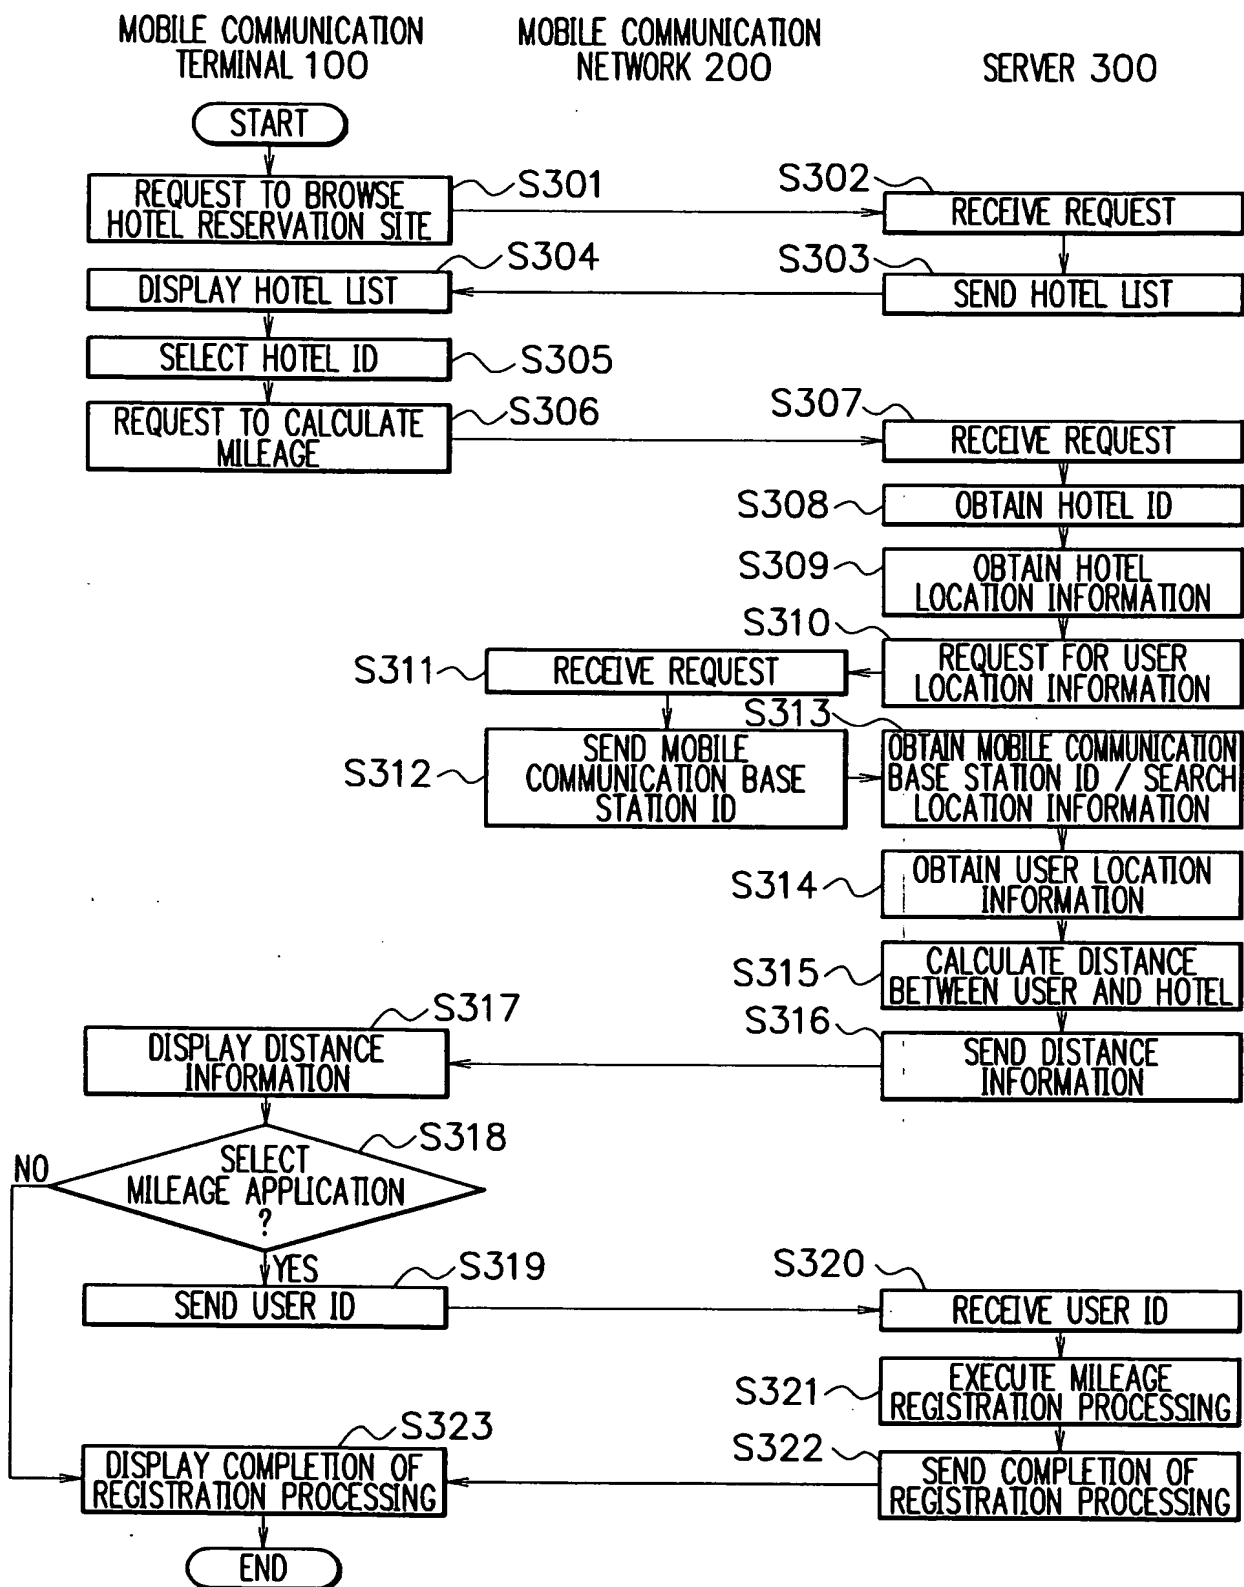 MOBILE COMMUNICATION
TERMINAL 100
MOBILE COMMUNICATION
NETWORK 200
SERVER 300
START
REQUEST TO BROWSE
HOTEL RESERVATION SITE
S301
S302
RECEIVE REQUEST
S304
DISPLAY HOTEL LIST
S303
SEND HOTEL LIST
SELECT HOTEL ID
S305
REQUEST TO CALCULATE
MILEAGE
S306
S307
RECEIVE REQUEST
S308
OBTAIN HOTEL ID
S309
OBTAIN HOTEL
LOCATION INFORMATION
S310
REQUEST FOR USER
LOCATION INFORMATION
S311
RECEIVE REQUEST
S312
SEND MOBILE
COMMUNICATION BASE
STATION ID
S313
OBTAIN MOBILE COMMUNICATION
BASE STATION ID / SEARCH
LOCATION INFORMATION
S314
OBTAIN USER LOCATION
INFORMATION
S315
CALCULATE DISTANCE
BETWEEN USER AND HOTEL
S316
SEND DISTANCE
INFORMATION
S317
DISPLAY DISTANCE
INFORMATION
S318
SELECT
MILEAGE APPLICATION
?
NO
YES
S319
SEND USER ID
S320
RECEIVE USER ID
S321
EXECUTE MILEAGE
REGISTRATION PROCESSING
S322
SEND COMPLETION OF
REGISTRATION PROCESSING
S323
DISPLAY COMPLETION OF
REGISTRATION PROCESSING
END